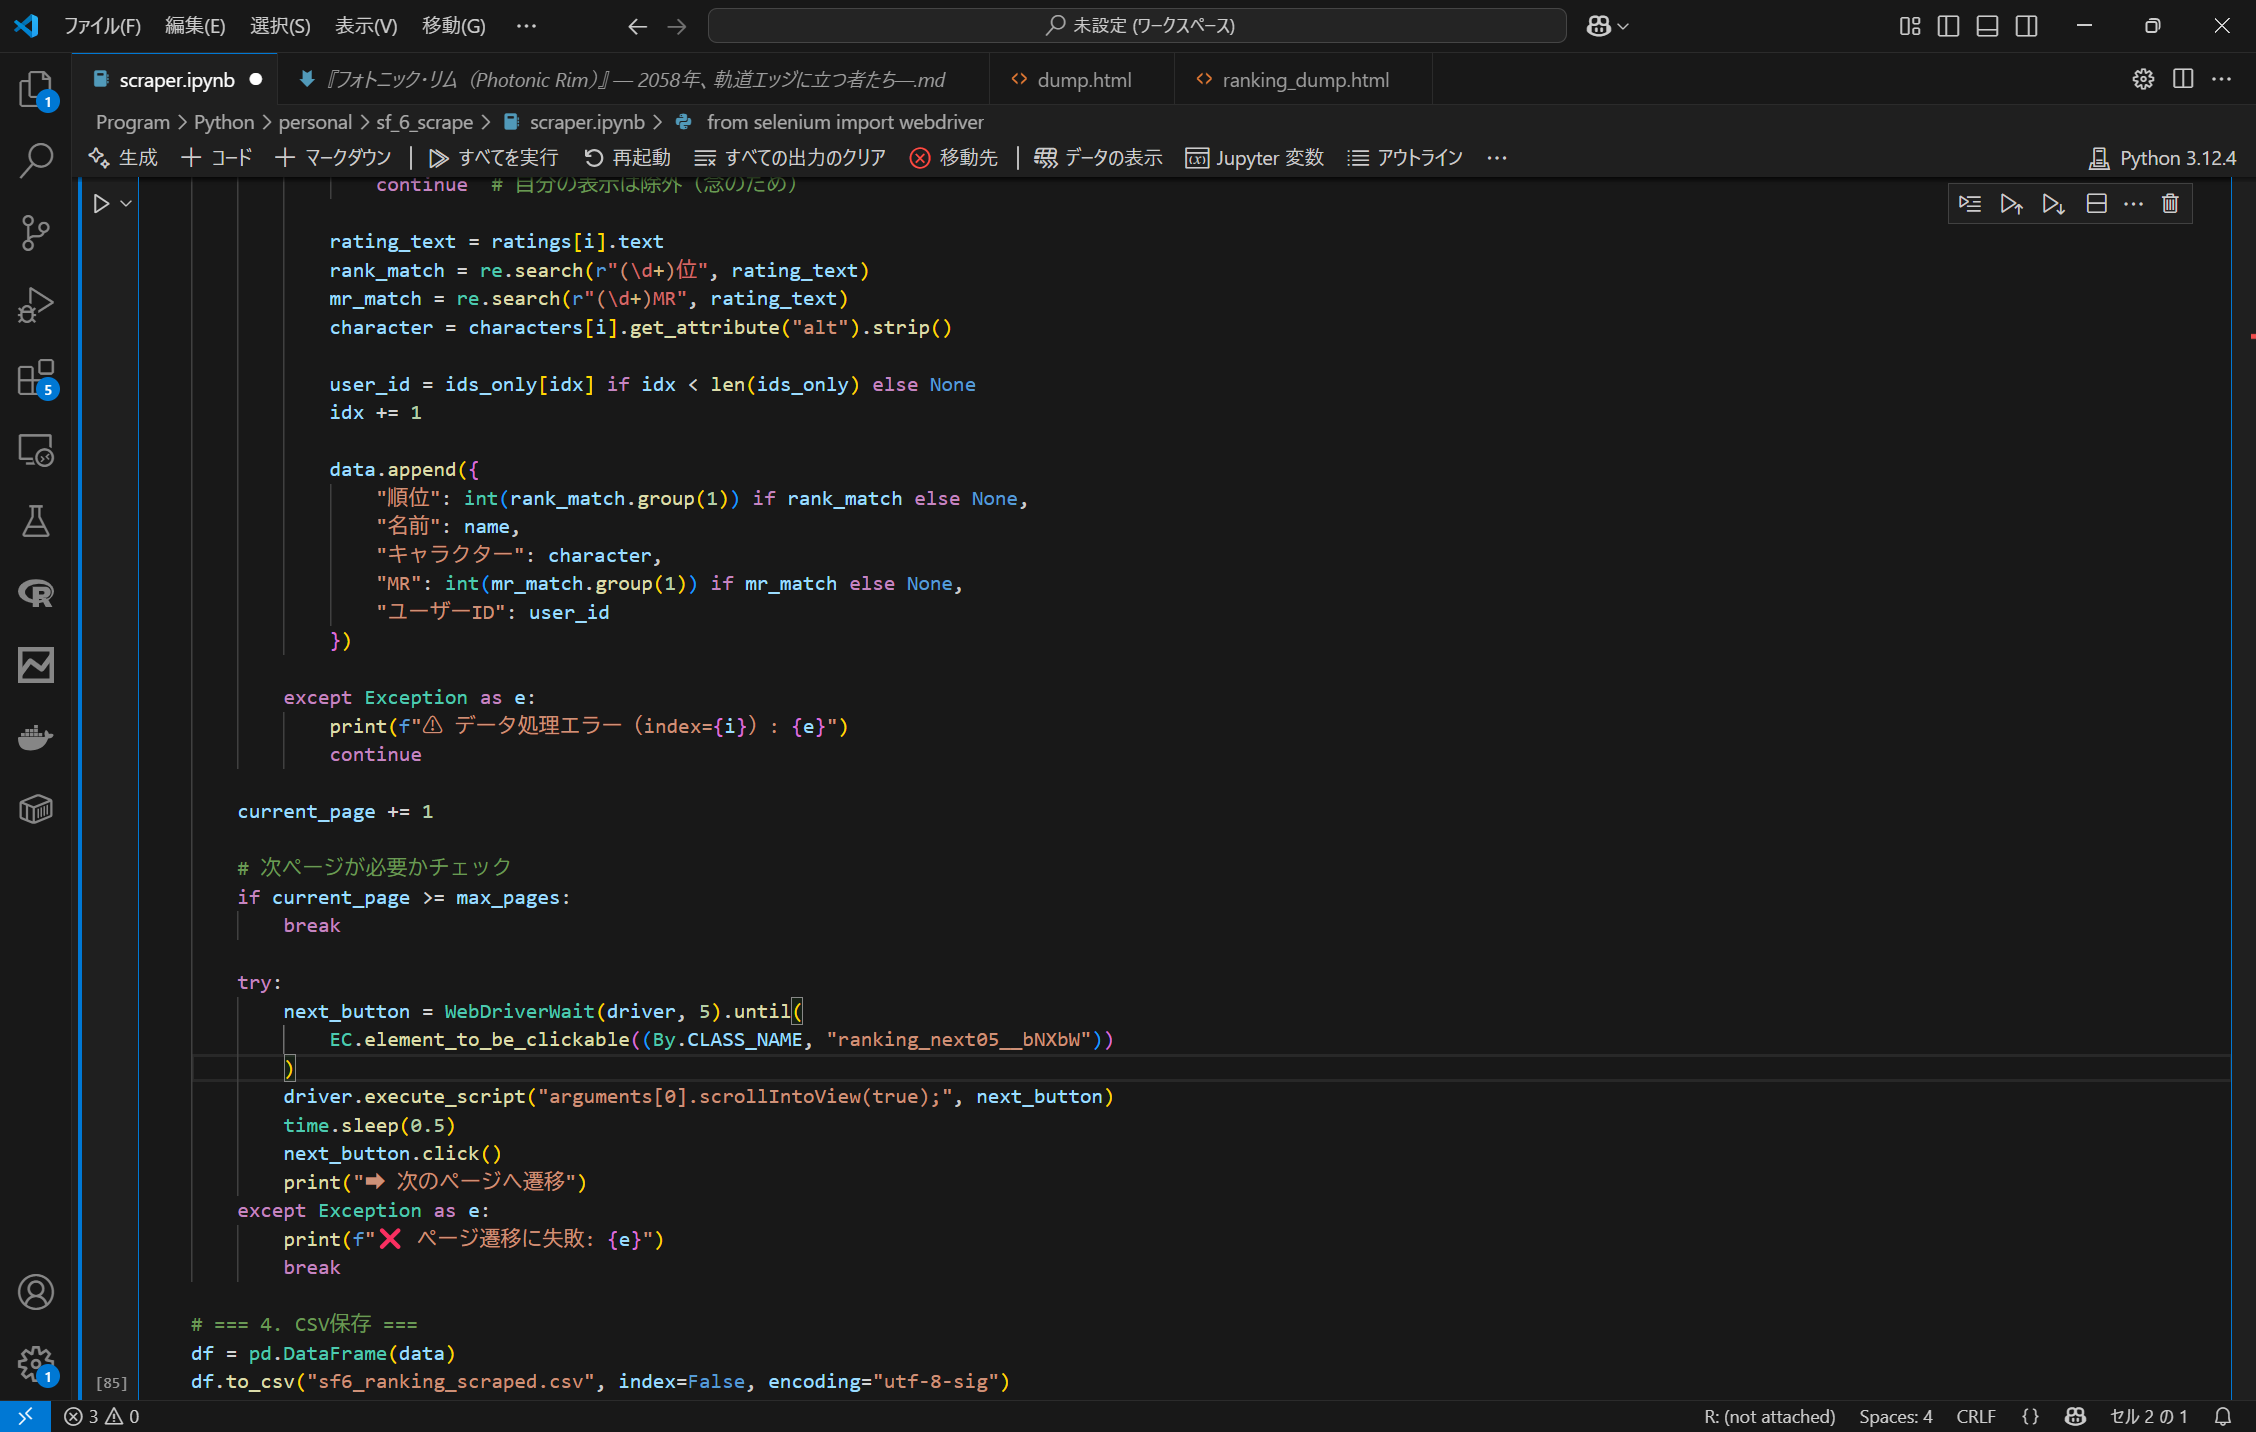 ファイル(F) 編集(E) 選択(S) 表示(V) 移動(G) ··· 未設定 (ワークスペース)
scraper.ipynb 『フォトニック・リム（Photonic Rim）』— 2058年、軌道エッジに立つ者たち—.md dump.html ranking_dump.html
Program > Python > personal > sf_6_scrape > scraper.ipynb > from selenium import webdriver
生成 + コード + マークダウン | すべてを実行 再起動 すべての出力のクリア 移動先 | データの表示 Jupyter 変数 アウトライン ··· Python 3.12.4
continue # 自分の表示は除外（念のため）
rating_text = ratings[i].text
rank_match = re.search(r"(\d+)位", rating_text)
mr_match = re.search(r"(\d+)MR", rating_text)
character = characters[i].get_attribute("alt").strip()
user_id = ids_only[idx] if idx < len(ids_only) else None
idx += 1
data.append({
"順位": int(rank_match.group(1)) if rank_match else None,
"名前": name,
"キャラクター": character,
"MR": int(mr_match.group(1)) if mr_match else None,
"ユーザーID": user_id
})
except Exception as e:
print(f"⚠ データ処理エラー（index={i}）: {e}")
continue
current_page += 1
# 次ページが必要かチェック
if current_page >= max_pages:
break
try:
next_button = WebDriverWait(driver, 5).until(
EC.element_to_be_clickable((By.CLASS_NAME, "ranking_next05__bNXbW"))
)
driver.execute_script("arguments[0].scrollIntoView(true);", next_button)
time.sleep(0.5)
next_button.click()
print("➡ 次のページへ遷移")
except Exception as e:
print(f"❌ ページ遷移に失敗: {e}")
break
# === 4. CSV保存 ===
df = pd.DataFrame(data)
[85] df.to_csv("sf6_ranking_scraped.csv", index=False, encoding="utf-8-sig")
1
5
1
3 0 R: (not attached) Spaces: 4 CRLF {} セル 2 の 1